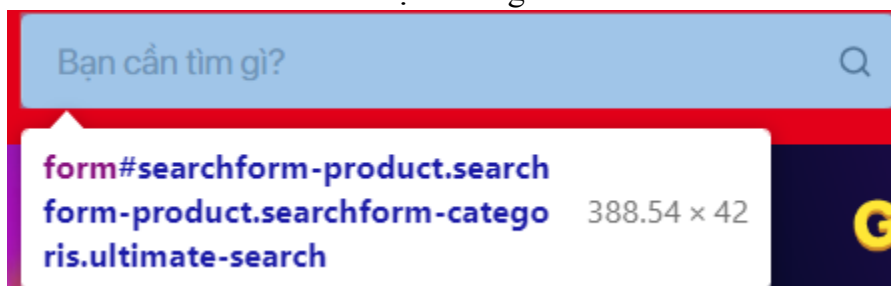 Bạn cần tìm gì?
form#searchform-product.search
form-product.searchform-catego
ris.ultimate-search
388.54 × 42
G